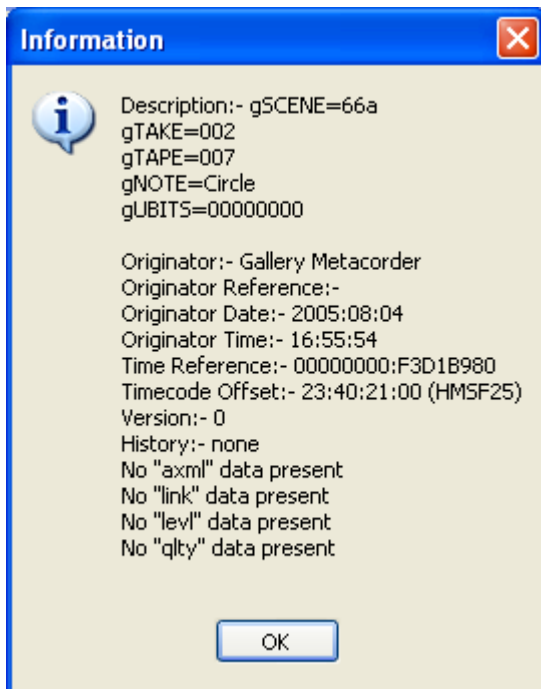 Information
Description:- gSCENE=66a
gTAKE=002
gTAPE=007
gNOTE=Circle
gUBITS=00000000
Originator:- Gallery Metacorder
Originator Reference:-
Originator Date:- 2005:08:04
Originator Time:- 16:55:54
Time Reference:- 00000000:F3D1B980
Timecode Offset:- 23:40:21:00 (HMSF25)
Version:- 0
History:- none
No "axml" data present
No "link" data present
No "levl" data present
No "qlty" data present
OK